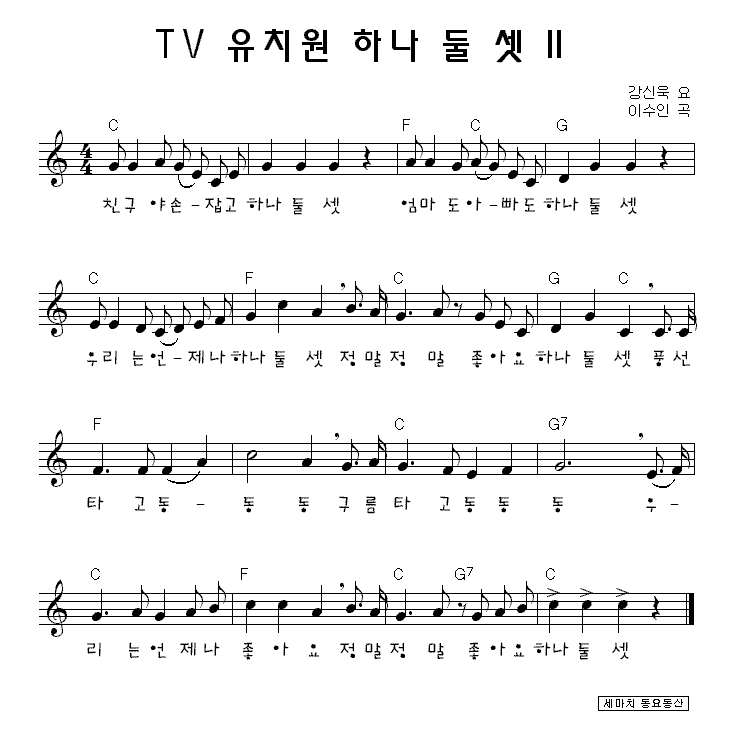 TV 유치원 하나 둘 셋 II
강신욱 요
이수인 곡
C F C G
4
4
친구 야손-잡고 하나 둘 셋 엄마 도아-빠도하나 둘 셋
C F C G C
우리 는언-제나하나 둘 셋 정말정 말 좋아요하나 둘 셋 풍선
F C G7
타 고동- 동 동구름타 고동동 동 우-
C F C G7 C
리 는언제나 좋 아 요정말정 말 좋아요하나 둘 셋
세마치 동요동산